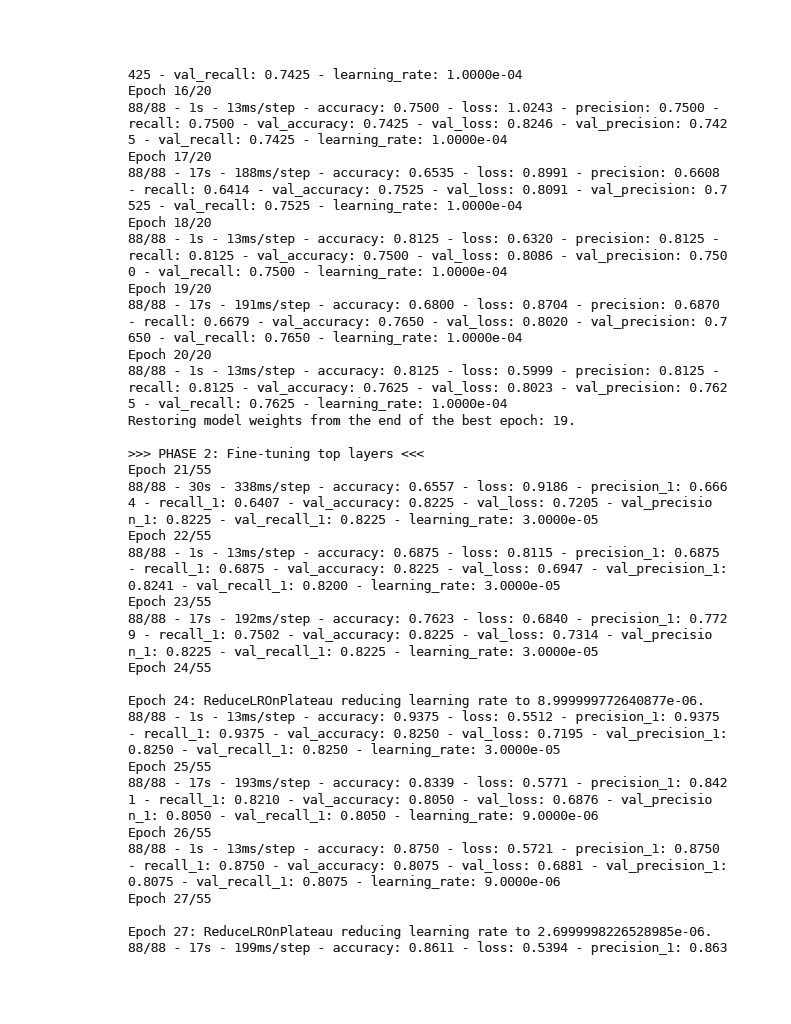 425 - val_recall: 0.7425 - learning_rate: 1.0000e-04
Epoch 16/20
88/88 - 1s - 13ms/step - accuracy: 0.7500 - loss: 1.0243 - precision: 0.7500 -
recall: 0.7500 - val_accuracy: 0.7425 - val_loss: 0.8246 - val_precision: 0.742
5 - val_recall: 0.7425 - learning_rate: 1.0000e-04
Epoch 17/20
88/88 - 17s - 188ms/step - accuracy: 0.6535 - loss: 0.8991 - precision: 0.6608
- recall: 0.6414 - val_accuracy: 0.7525 - val_loss: 0.8091 - val_precision: 0.7
525 - val_recall: 0.7525 - learning_rate: 1.0000e-04
Epoch 18/20
88/88 - 1s - 13ms/step - accuracy: 0.8125 - loss: 0.6320 - precision: 0.8125 -
recall: 0.8125 - val_accuracy: 0.7500 - val_loss: 0.8086 - val_precision: 0.750
0 - val_recall: 0.7500 - learning_rate: 1.0000e-04
Epoch 19/20
88/88 - 17s - 191ms/step - accuracy: 0.6800 - loss: 0.8704 - precision: 0.6870
- recall: 0.6679 - val_accuracy: 0.7650 - val_loss: 0.8020 - val_precision: 0.7
650 - val_recall: 0.7650 - learning_rate: 1.0000e-04
Epoch 20/20
88/88 - 1s - 13ms/step - accuracy: 0.8125 - loss: 0.5999 - precision: 0.8125 -
recall: 0.8125 - val_accuracy: 0.7625 - val_loss: 0.8023 - val_precision: 0.762
5 - val_recall: 0.7625 - learning_rate: 1.0000e-04
Restoring model weights from the end of the best epoch: 19.
>>> PHASE 2: Fine-tuning top layers <<<
Epoch 21/55
88/88 - 30s - 338ms/step - accuracy: 0.6557 - loss: 0.9186 - precision_1: 0.666
4 - recall_1: 0.6407 - val_accuracy: 0.8225 - val_loss: 0.7205 - val_precisio
n_1: 0.8225 - val_recall_1: 0.8225 - learning_rate: 3.0000e-05
Epoch 22/55
88/88 - 1s - 13ms/step - accuracy: 0.6875 - loss: 0.8115 - precision_1: 0.6875
- recall_1: 0.6875 - val_accuracy: 0.8225 - val_loss: 0.6947 - val_precision_1:
0.8241 - val_recall_1: 0.8200 - learning_rate: 3.0000e-05
Epoch 23/55
88/88 - 17s - 192ms/step - accuracy: 0.7623 - loss: 0.6840 - precision_1: 0.772
9 - recall_1: 0.7502 - val_accuracy: 0.8225 - val_loss: 0.7314 - val_precisio
n_1: 0.8225 - val_recall_1: 0.8225 - learning_rate: 3.0000e-05
Epoch 24/55
Epoch 24: ReduceLROnPlateau reducing learning rate to 8.999999772640877e-06.
88/88 - 1s - 13ms/step - accuracy: 0.9375 - loss: 0.5512 - precision_1: 0.9375
- recall_1: 0.9375 - val_accuracy: 0.8250 - val_loss: 0.7195 - val_precision_1:
0.8250 - val_recall_1: 0.8250 - learning_rate: 3.0000e-05
Epoch 25/55
88/88 - 17s - 193ms/step - accuracy: 0.8339 - loss: 0.5771 - precision_1: 0.842
1 - recall_1: 0.8210 - val_accuracy: 0.8050 - val_loss: 0.6876 - val_precisio
n_1: 0.8050 - val_recall_1: 0.8050 - learning_rate: 9.0000e-06
Epoch 26/55
88/88 - 1s - 13ms/step - accuracy: 0.8750 - loss: 0.5721 - precision_1: 0.8750
- recall_1: 0.8750 - val_accuracy: 0.8075 - val_loss: 0.6881 - val_precision_1:
0.8075 - val_recall_1: 0.8075 - learning_rate: 9.0000e-06
Epoch 27/55
Epoch 27: ReduceLROnPlateau reducing learning rate to 2.6999998226528985e-06.
88/88 - 17s - 199ms/step - accuracy: 0.8611 - loss: 0.5394 - precision_1: 0.863